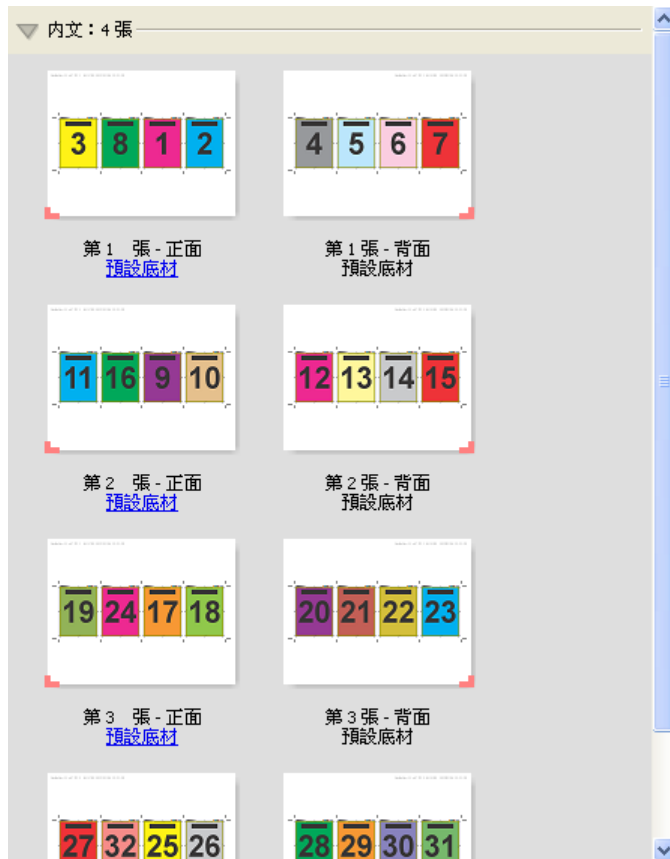 內文：4 張
3 8 1 2
4 5 6 7
第 1 張 - 正面
預設底材
第 1 張 - 背面
預設底材
11 16 9 10
12 13 14 15
第 2 張 - 正面
預設底材
第 2 張 - 背面
預設底材
19 24 17 18
20 21 22 23
第 3 張 - 正面
預設底材
第 3 張 - 背面
預設底材
27 32 25 26
28 29 30 31